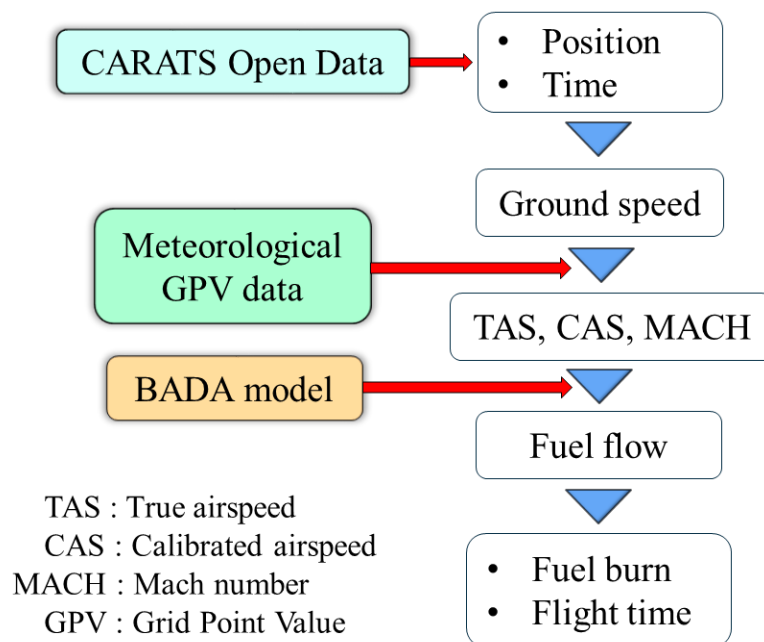 CARATS Open Data
• Position
• Time
Ground speed
Meteorological
GPV data
TAS, CAS, MACH
BADA model
Fuel flow
• Fuel burn
• Flight time
TAS : True airspeed
CAS : Calibrated airspeed
MACH : Mach number
GPV : Grid Point Value